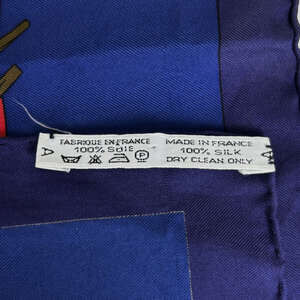 FABRIQUE EN FRANCE
100% SOIE
MADE IN FRANCE
100% SILK
DRY CLEAN ONLY
A
A
P